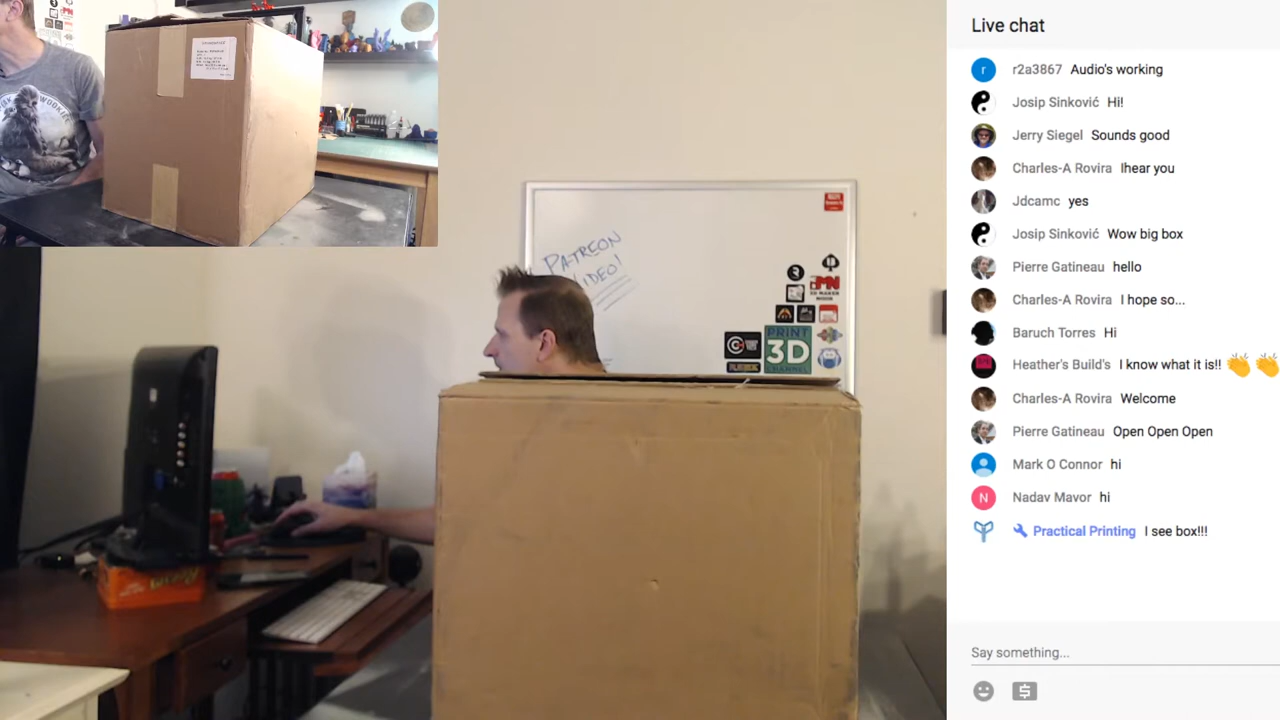 Live chat
r2a3867 Audio's working
Josip Sinković Hi!
Jerry Siegel Sounds good
Charles-A Rovira Ihear you
Jdcamc yes
Josip Sinković Wow big box
Pierre Gatineau hello
Charles-A Rovira I hope so...
Baruch Torres Hi
Heather's Build's I know what it is!! 👏 👏
Charles-A Rovira Welcome
Pierre Gatineau Open Open Open
Mark O Connor hi
N Nadav Mavor hi
Practical Printing I see box!!!
Say something...
PATREON
VIDEO!
PRINT
3D
CHANNEL